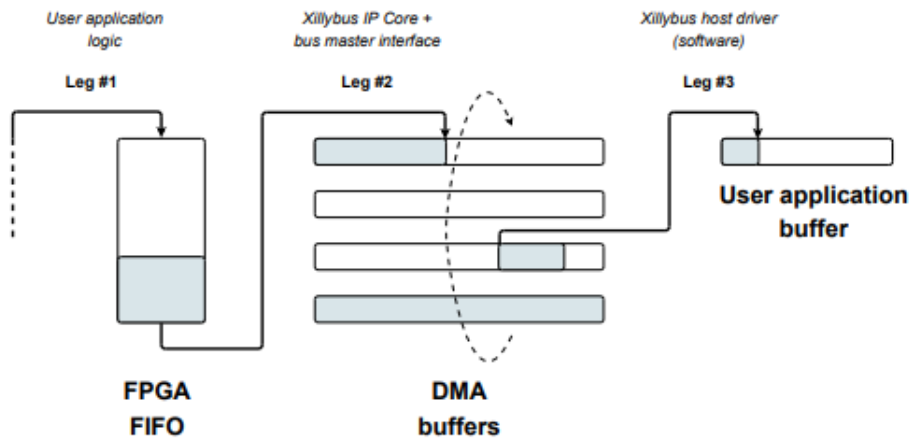 User application
logic
Leg #1
Xillybus IP Core +
bus master interface
Leg #2
Xillybus host driver
(software)
Leg #3
User application
buffer
FPGA
FIFO
DMA
buffers